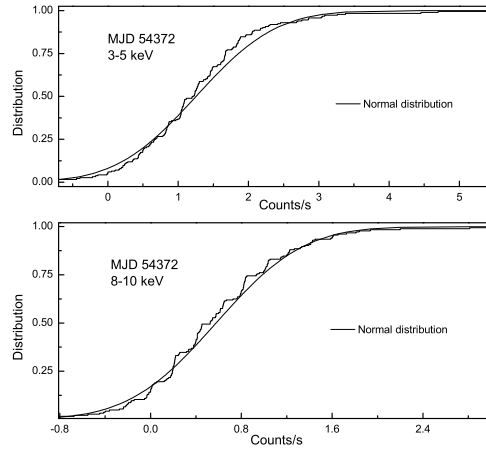 1.00
0.75
0.50
0.25
0.00
Distribution
MJD 54372
3-5 keV
Normal distribution
0 1 2 3 4 5
Counts/s
1.00
0.75
0.50
0.25
Distribution
MJD 54372
8-10 keV
Normal distribution
-0.8 0.0 0.8 1.6 2.4
Counts/s